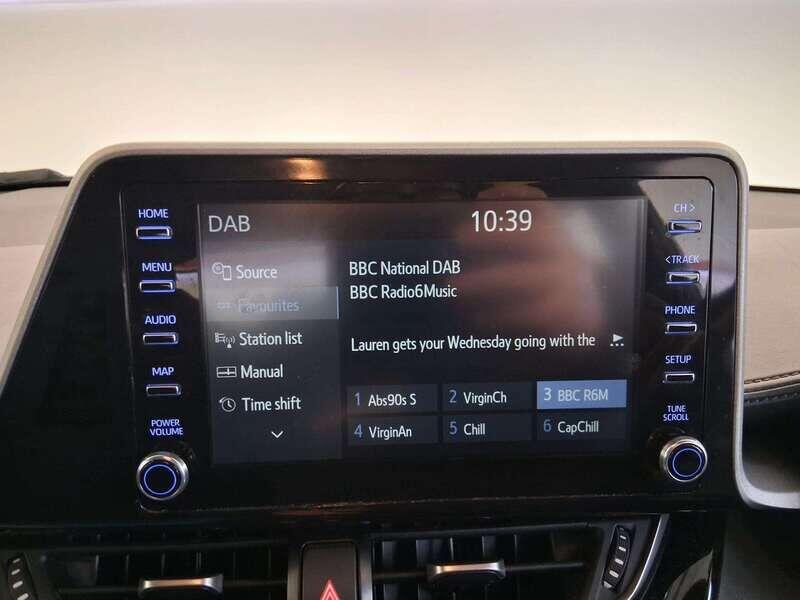 HOME
MENU
AUDIO
MAP
POWER
VOLUME
DAB
10:39
Source
Favourites
Station list
Manual
Time shift
BBC National DAB
BBC Radio6Music
Lauren gets your Wednesday going with the
1 Abs90s S
2 VirginCh
3 BBC R6M
4 VirginAn
5 Chill
6 CapChill
CH >
<TRACK
PHONE
SETUP
TUNE
SCROLL